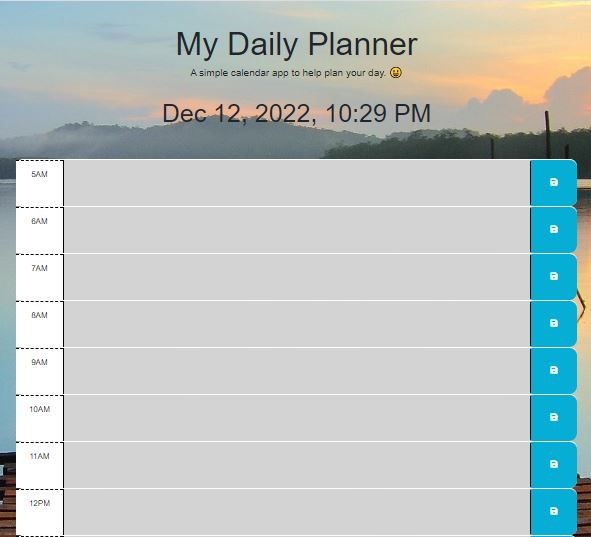 My Daily Planner
A simple calendar app to help plan your day. 😃
Dec 12, 2022, 10:29 PM
5AM
6AM
7AM
8AM
9AM
10AM
11AM
12PM